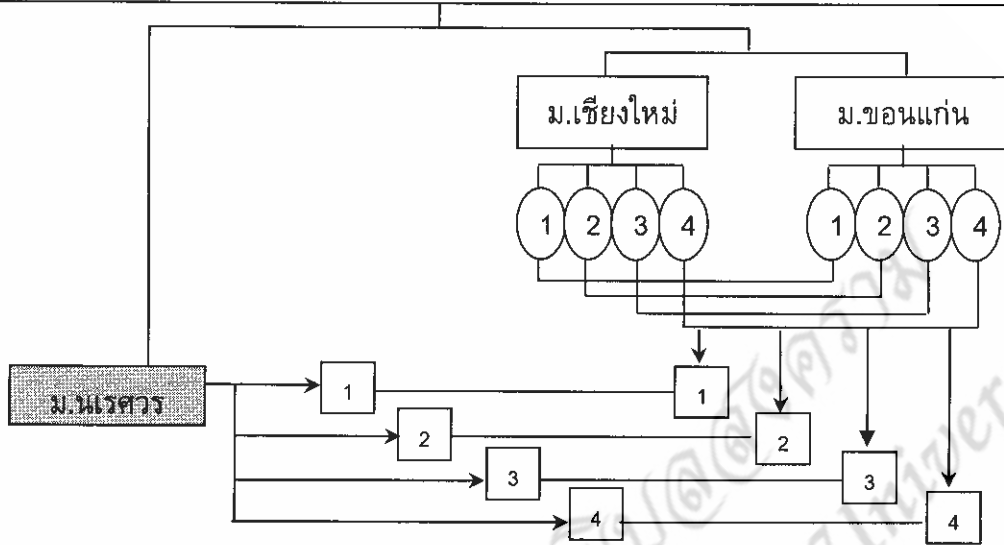 ม.เชียงใหม่ ม.ขอนแก่น
1 2 3 4 1 2 3 4
ม.นเรศวร 1 1
2 2
3 3
4 4